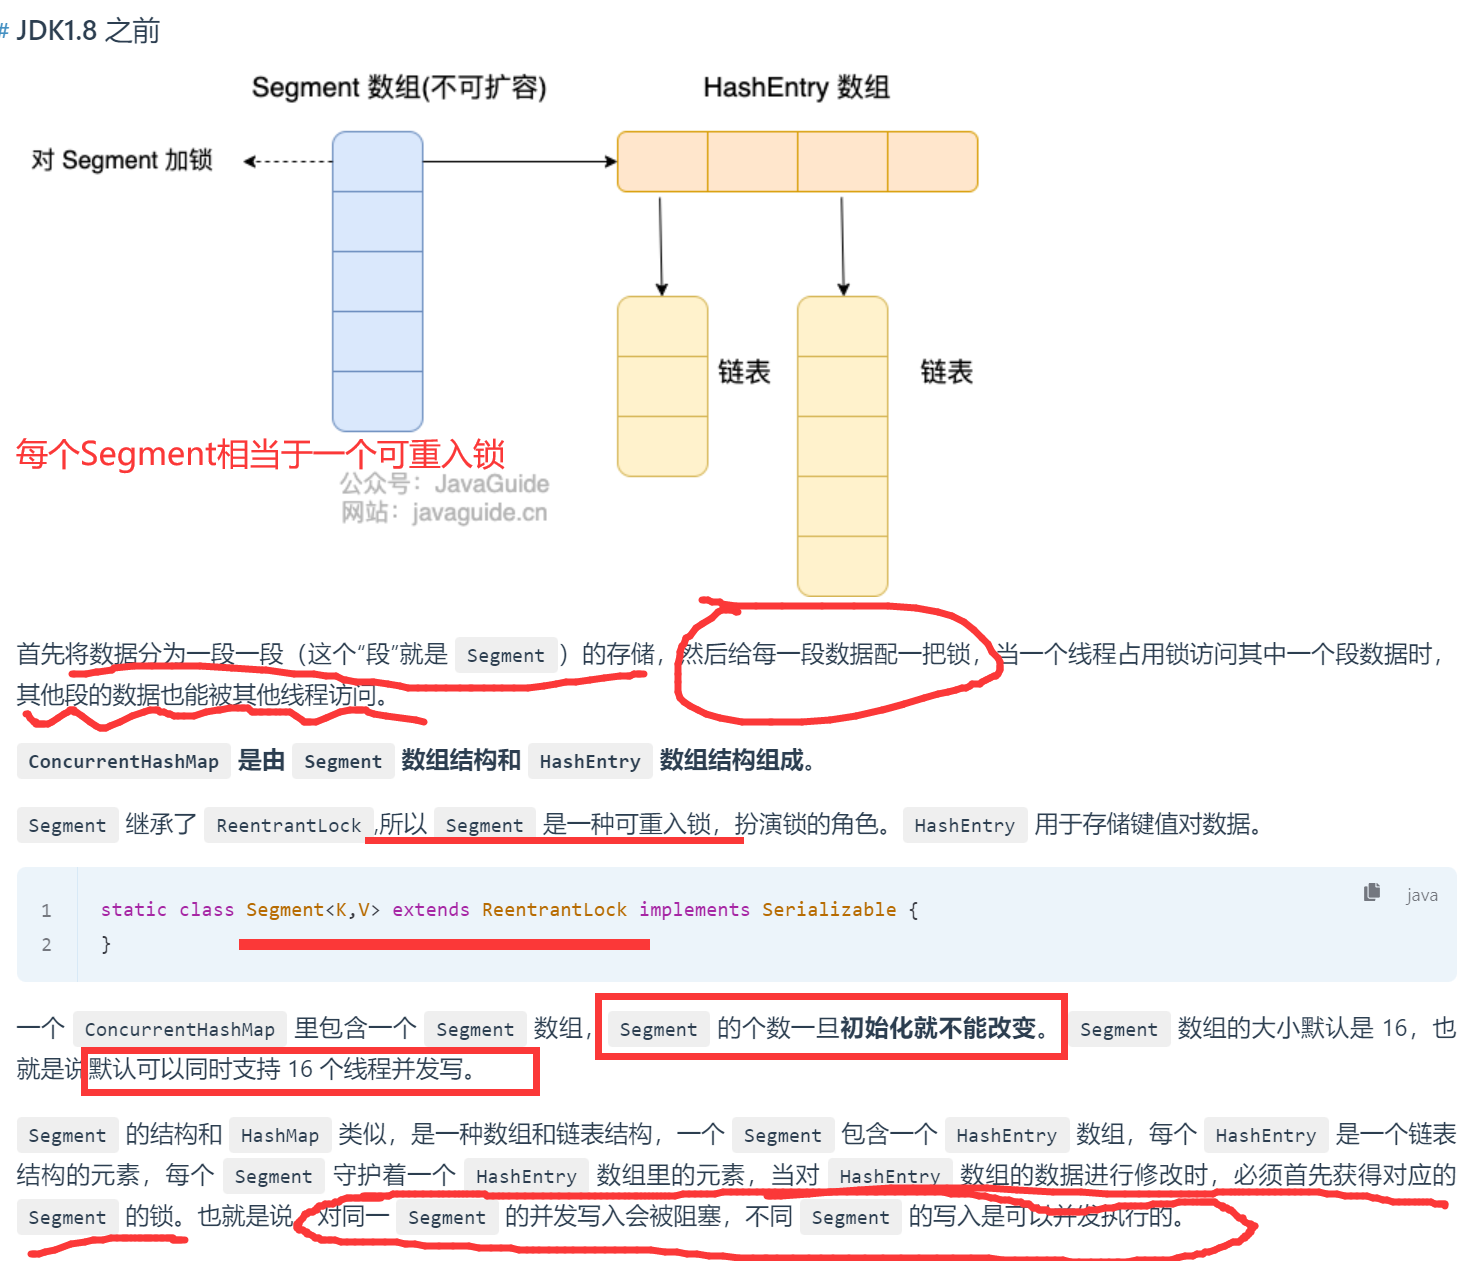 # JDK1.8 之前
Segment 数组(不可扩容)
HashEntry 数组
对 Segment 加锁
链表
链表
每个Segment相当于一个可重入锁
公众号：JavaGuide
网站：javaguide.cn
首先将数据分为一段一段（这个“段”就是 Segment）的存储，然后给每一段数据配一把锁，当一个线程占用锁访问其中一个段数据时，
其他段的数据也能被其他线程访问。
ConcurrentHashMap 是由 Segment 数组结构和 HashEntry 数组结构组成。
Segment 继承了 ReentrantLock ,所以 Segment 是一种可重入锁，扮演锁的角色。HashEntry 用于存储键值对数据。
java
1 static class Segment<K,V> extends ReentrantLock implements Serializable {
2 }
一个 ConcurrentHashMap 里包含一个 Segment 数组，Segment 的个数一旦初始化就不能改变。 Segment 数组的大小默认是 16，也
就是说默认可以同时支持 16 个线程并发写。
Segment 的结构和 HashMap 类似，是一种数组和链表结构，一个 Segment 包含一个 HashEntry 数组，每个 HashEntry 是一个链表
结构的元素，每个 Segment 守护着一个 HashEntry 数组里的元素，当对 HashEntry 数组的数据进行修改时，必须首先获得对应的
Segment 的锁。也就是说，对同一 Segment 的并发写入会被阻塞，不同 Segment 的写入是可以并发执行的。